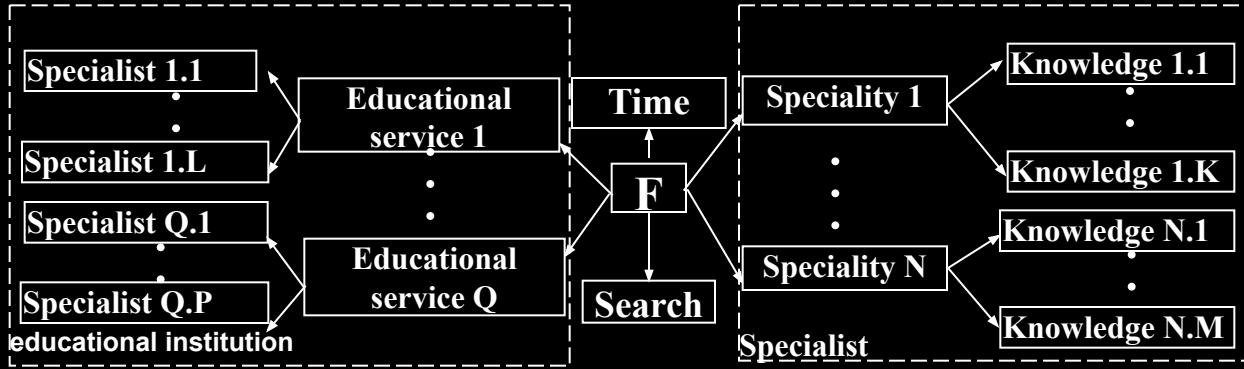 Specialist 1.1
Specialist 1.L
Specialist Q.1
Specialist Q.P
educational institution
Educational
service 1
Educational
service Q
Time
F
Search
Speciality 1
Speciality N
Specialist
Knowledge 1.1
Knowledge 1.K
Knowledge N.1
Knowledge N.M